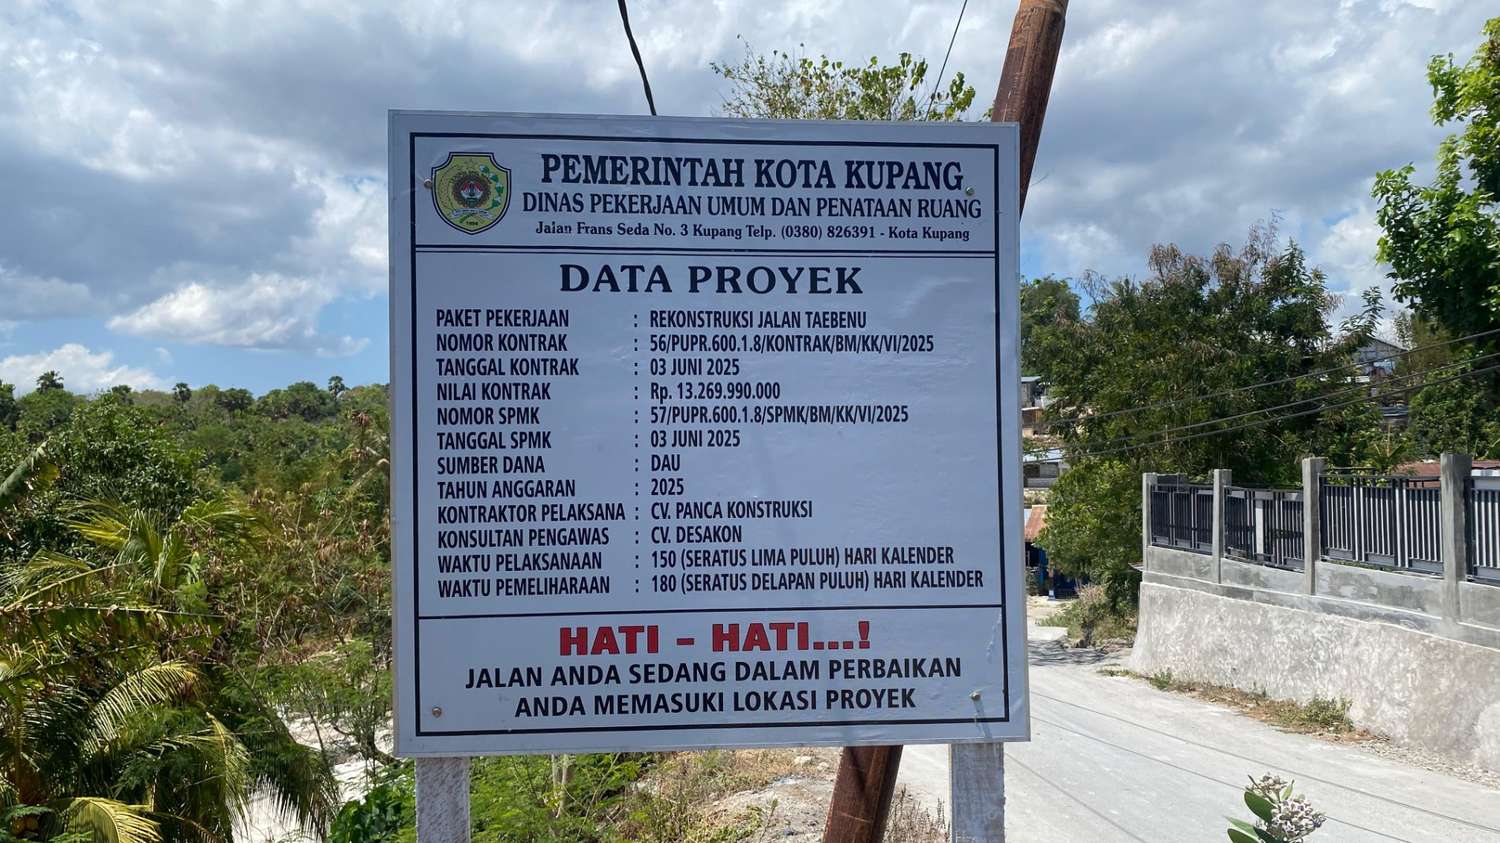 PEMERINTAH KOTA KUPANG
DINAS PEKERJAAN UMUM DAN PENATAAN RUANG
Jalan Frans Seda No. 3 Kupang Telp. (0380) 826391 - Kota Kupang
DATA PROYEK
PAKET PEKERJAAN : REKONSTRUKSI JALAN TAEBENU
NOMOR KONTRAK : 56/PUPR.600.1.8/KONTRAK/BM/KK/VI/2025
TANGGAL KONTRAK : 03 JUNI 2025
NILAI KONTRAK : Rp. 13.269.990.000
NOMOR SPMK : 57/PUPR.600.1.8/SPMK/BM/KK/VI/2025
TANGGAL SPMK : 03 JUNI 2025
SUMBER DANA : DAU
TAHUN ANGGARAN : 2025
KONTRAKTOR PELAKSANA : CV. PANCA KONSTRUKSI
KONSULTAN PENGAWAS : CV. DESAKON
WAKTU PELAKSANAAN : 150 (SERATUS LIMA PULUH) HARI KALENDER
WAKTU PEMELIHARAAN : 180 (SERATUS DELAPAN PULUH) HARI KALENDER
HATI - HATI...!
JALAN ANDA SEDANG DALAM PERBAIKAN
ANDA MEMASUKI LOKASI PROYEK